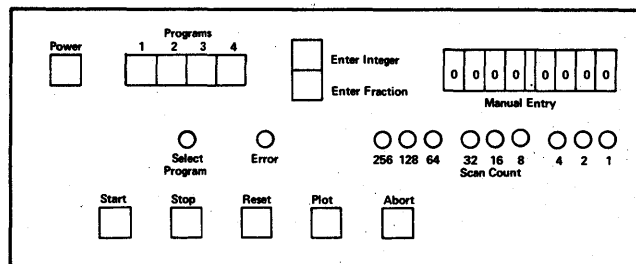 Programs
Power
1 2 3 4
Enter Integer
Enter Fraction
0 0 0 0 0 0 0 0
Manual Entry
Select
Program
Error
256 128 64 32 16 8 4 2 1
Scan Count
Start Stop Reset Plot Abort